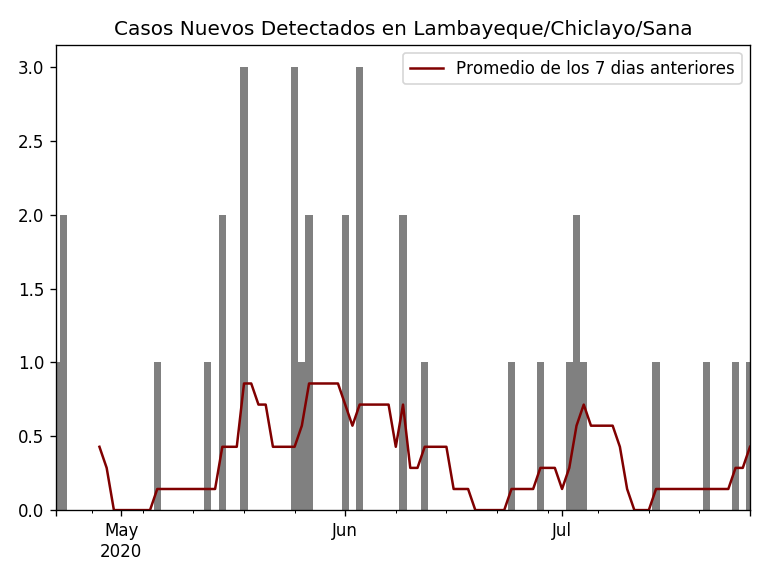 Casos Nuevos Detectados en Lambayeque/Chiclayo/Sana
Promedio de los 7 dias anteriores
3.0
2.5
2.0
1.5
1.0
0.5
0.0
May
2020
Jun
Jul